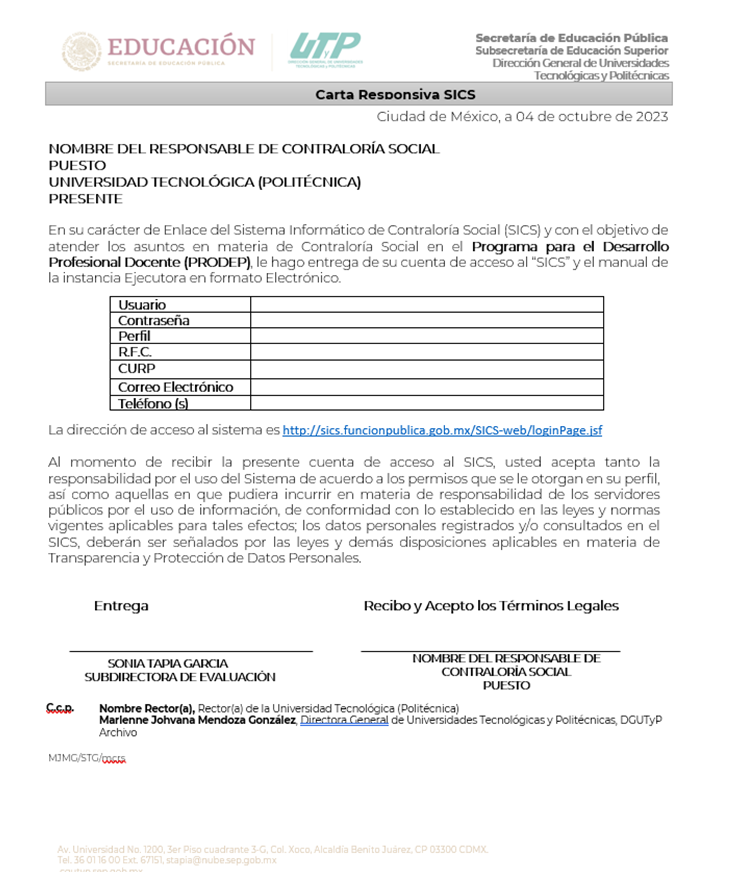 EDUCACIÓN
SECRETARÍA DE EDUCACIÓN PÚBLICA
UTyP
DIRECCIÓN GENERAL DE UNIVERSIDADES
TECNOLÓGICAS Y POLITÉCNICAS
Secretaría de Educación Pública
Subsecretaría de Educación Superior
Dirección General de Universidades
Tecnológicas y Politécnicas
Carta Responsiva SICS
Ciudad de México, a 04 de octubre de 2023
NOMBRE DEL RESPONSABLE DE CONTRALORÍA SOCIAL
PUESTO
UNIVERSIDAD TECNOLÓGICA (POLITÉCNICA)
PRESENTE
En su carácter de Enlace del Sistema Informático de Contraloría Social (SICS) y con el objetivo de
atender los asuntos en materia de Contraloría Social en el Programa para el Desarrollo
Profesional Docente (PRODEP), le hago entrega de su cuenta de acceso al “SICS” y el manual de
la instancia Ejecutora en formato Electrónico.
Usuario
Contraseña
Perfil
R.F.C.
CURP
Correo Electrónico
Teléfono (s)
La dirección de acceso al sistema es http://sics.funcionpublica.gob.mx/SICS-web/loginPage.jsf
Al momento de recibir la presente cuenta de acceso al SICS, usted acepta tanto la
responsabilidad por el uso del Sistema de acuerdo a los permisos que se le otorgan en su perfil,
así como aquellas en que pudiera incurrir en materia de responsabilidad de los servidores
públicos por el uso de información, de conformidad con lo establecido en las leyes y normas
vigentes aplicables para tales efectos; los datos personales registrados y/o consultados en el
SICS, deberán ser señalados por las leyes y demás disposiciones aplicables en materia de
Transparencia y Protección de Datos Personales.
Entrega
Recibo y Acepto los Términos Legales
SONIA TAPIA GARCIA
SUBDIRECTORA DE EVALUACIÓN
NOMBRE DEL RESPONSABLE DE
CONTRALORÍA SOCIAL
PUESTO
C.c.p. Nombre Rector(a), Rector(a) de la Universidad Tecnológica (Politécnica)
Marlenne Johvana Mendoza González, Directora General de Universidades Tecnológicas y Politécnicas, DGUTyP
Archivo
MJMG/STG/mcrs
Av. Universidad No. 1200, 3er Piso cuadrante 3-G, Col. Xoco, Alcaldía Benito Juárez, CP 03300 CDMX.
Tel. 36 01 16 00 Ext. 67151, stapia@nube.sep.gob.mx